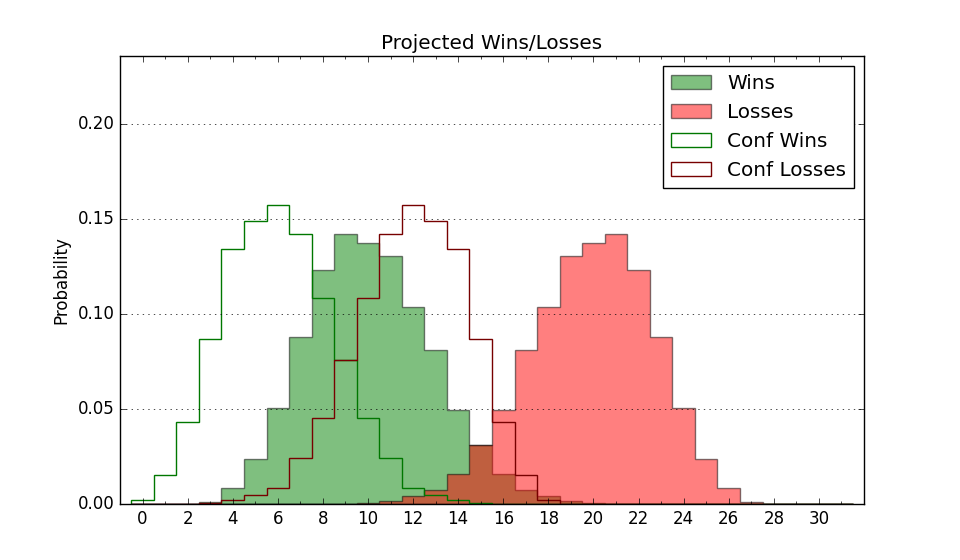 Projected Wins/Losses
Wins
Losses
Conf Wins
Conf Losses
Probability
0.20
0.15
0.10
0.05
0.00
0 2 4 6 8 10 12 14 16 18 20 22 24 26 28 30